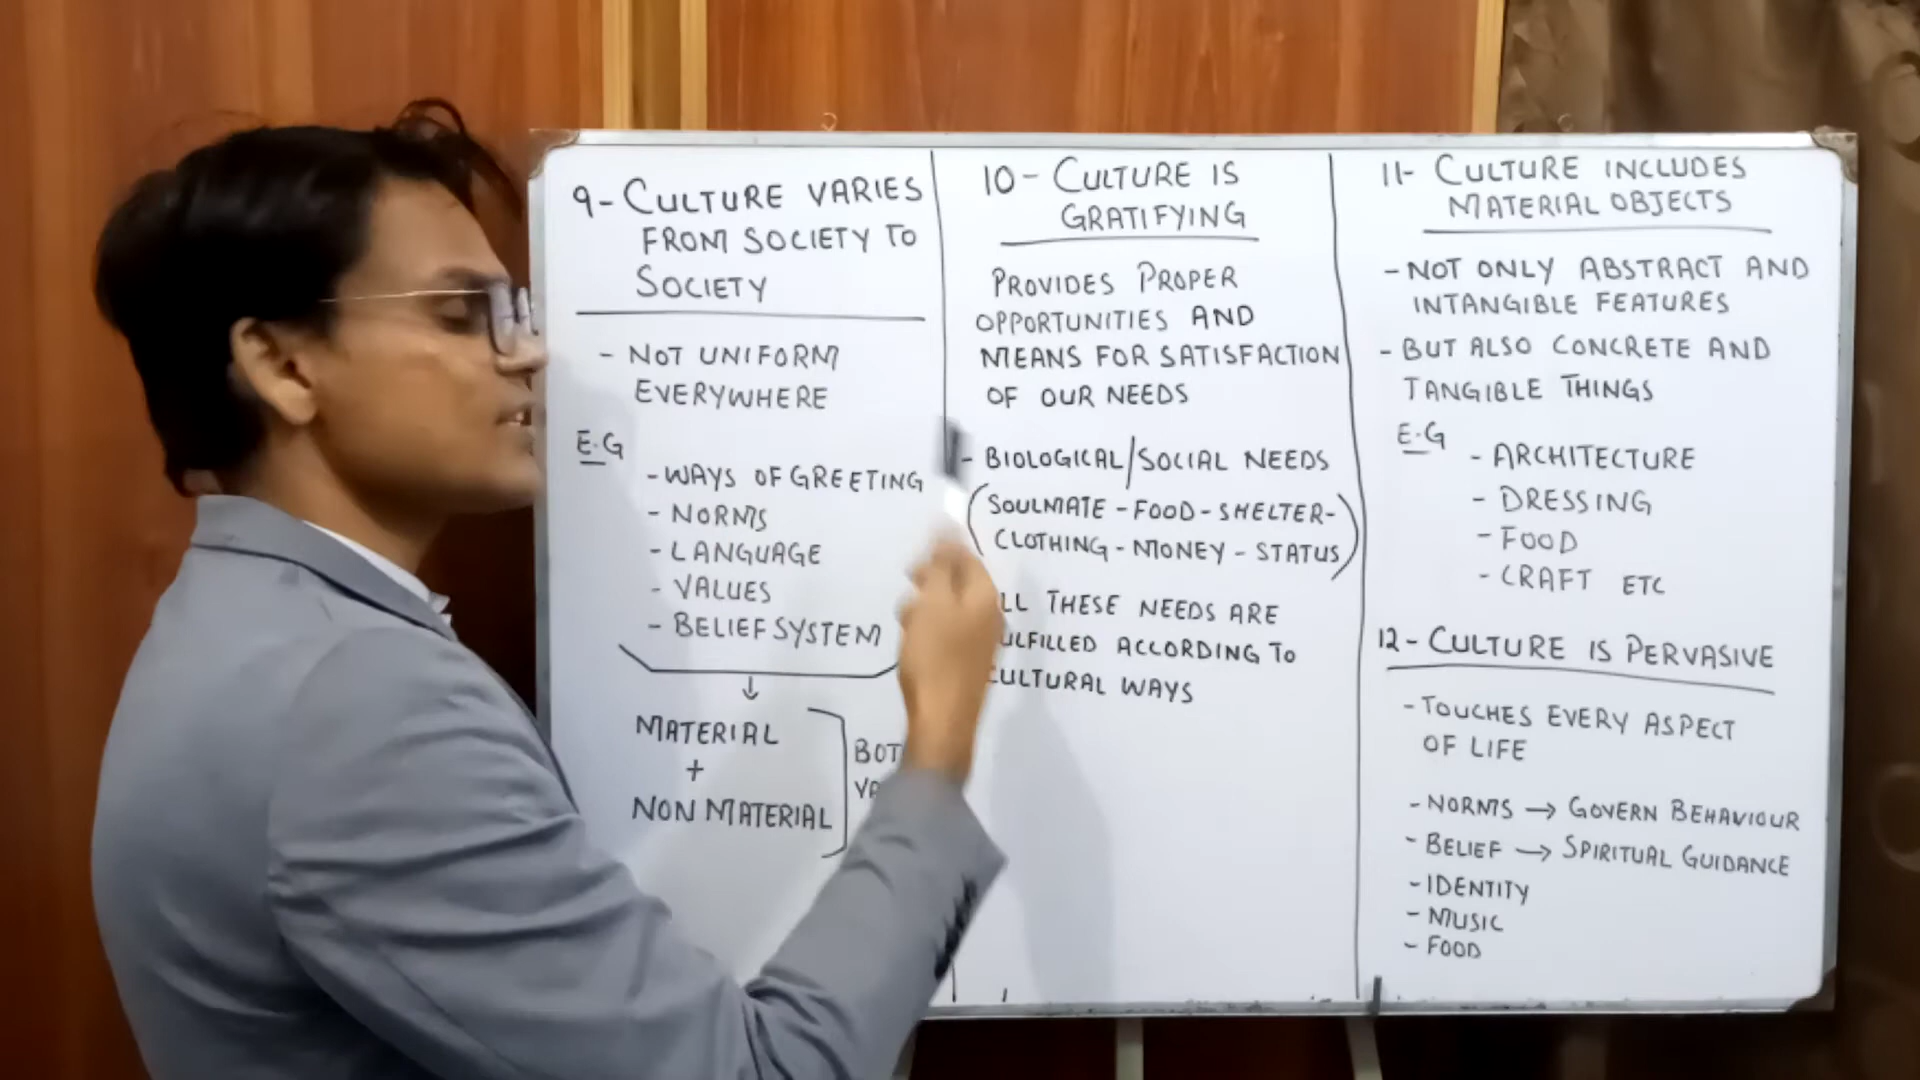 9- CULTURE VARIES
FROM SOCIETY TO
SOCIETY
- NOT UNIFORM
EVERYWHERE
E.G
- WAYS OF GREETING
- NORMS
- LANGUAGE
- VALUES
- BELIEF SYSTEM
↓
MATERIAL
+
NON MATERIAL
10- CULTURE IS
GRATIFYING
PROVIDES PROPER
OPPORTUNITIES AND
MEANS FOR SATISFACTION
OF OUR NEEDS
- BIOLOGICAL/SOCIAL NEEDS
(SOULMATE - FOOD - SHELTER-
CLOTHING - MONEY - STATUS)
THESE NEEDS ARE
ACCORDING TO
WAYS
11- CULTURE INCLUDES
MATERIAL OBJECTS
- NOT ONLY ABSTRACT AND
INTANGIBLE FEATURES
- BUT ALSO CONCRETE AND
TANGIBLE THINGS
E.G
- ARCHITECTURE
- DRESSING
- FOOD
- CRAFT ETC
12- CULTURE IS PERVASIVE
- TOUCHES EVERY ASPECT
OF LIFE
- NORMS → GOVERN BEHAVIOUR
- BELIEF → SPIRITUAL GUIDANCE
- IDENTITY
- MUSIC
- FOOD